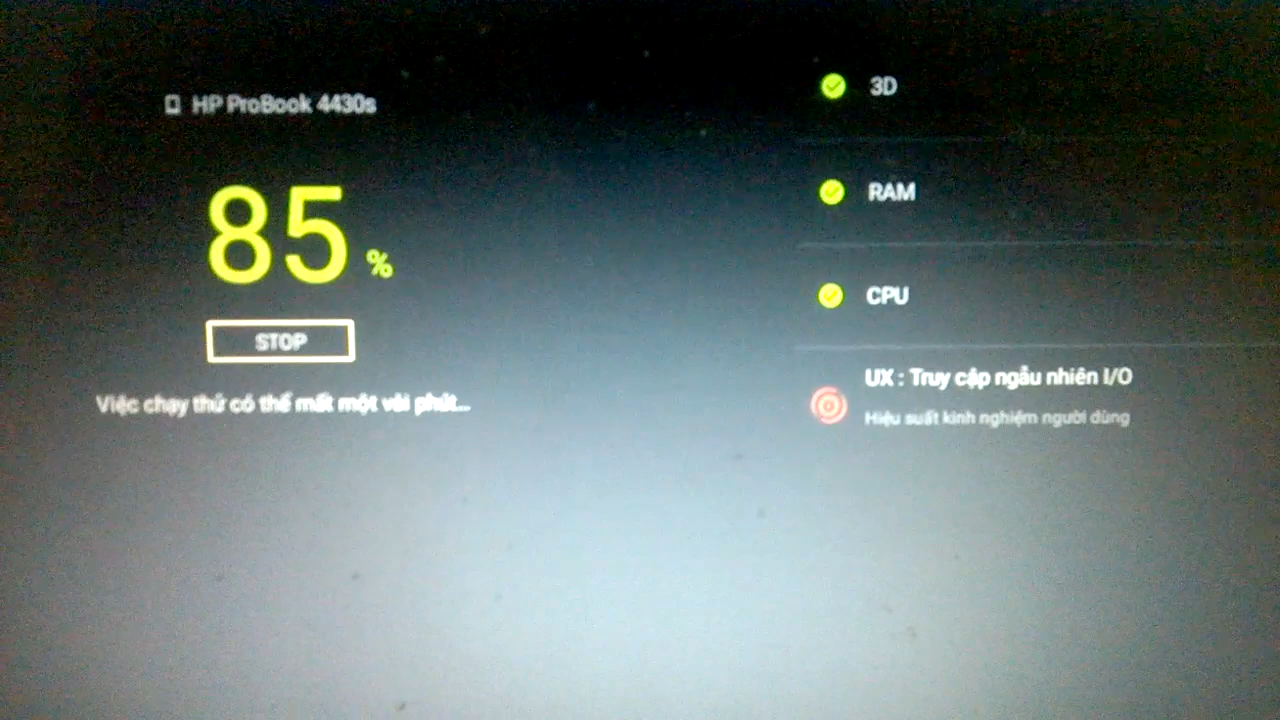 HP ProBook 4430s
85 %
STOP
Việc chạy thử có thể mất một vài phút...
3D
RAM
CPU
UX : Truy cập ngẫu nhiên I/O
Hiệu suất kinh nghiệm người dùng